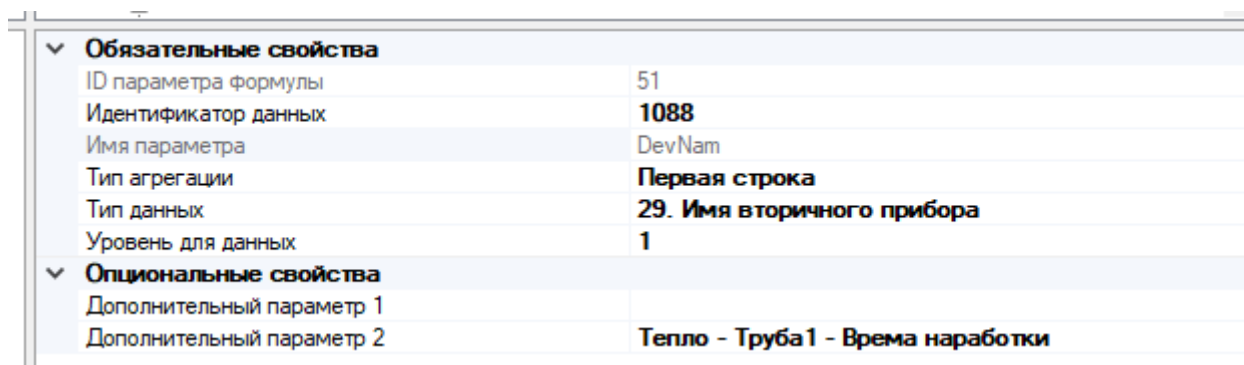 Обязательные свойства
ID параметра формулы 51
Идентификатор данных 1088
Имя параметра DevNam
Тип агрегации Первая строка
Тип данных 29. Имя вторичного прибора
Уровень для данных 1
Опциональные свойства
Дополнительный параметр 1
Дополнительный параметр 2 Тепло - Труба1 - Врема наработки